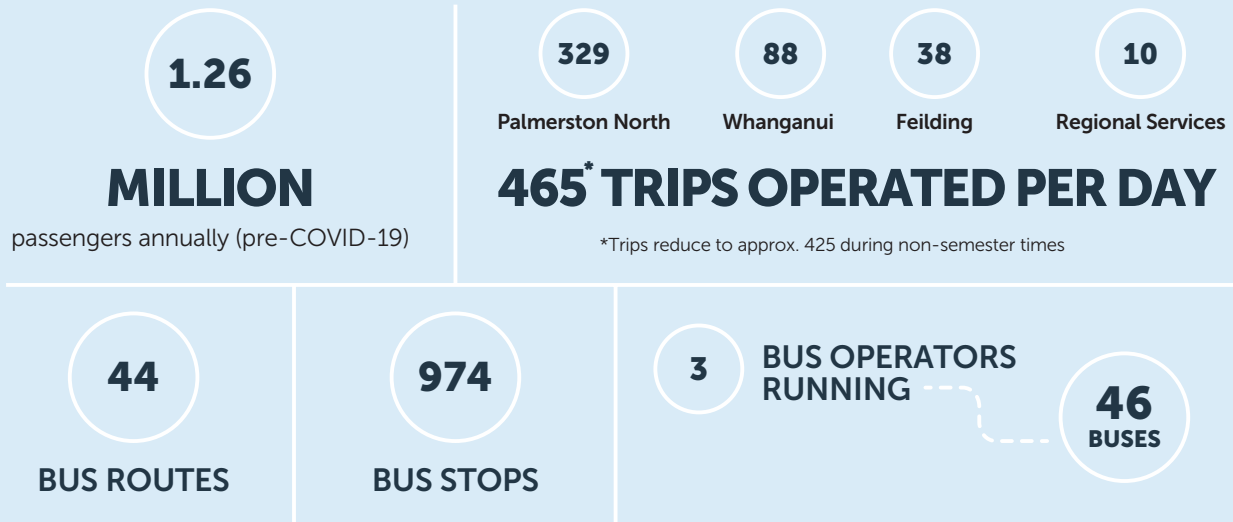 1.26
MILLION
passengers annually (pre-COVID-19)
329
Palmerston North
88
Whanganui
38
Feilding
10
Regional Services
465* TRIPS OPERATED PER DAY
*Trips reduce to approx. 425 during non-semester times
44
BUS ROUTES
974
BUS STOPS
3
BUS OPERATORS
RUNNING
46
BUSES